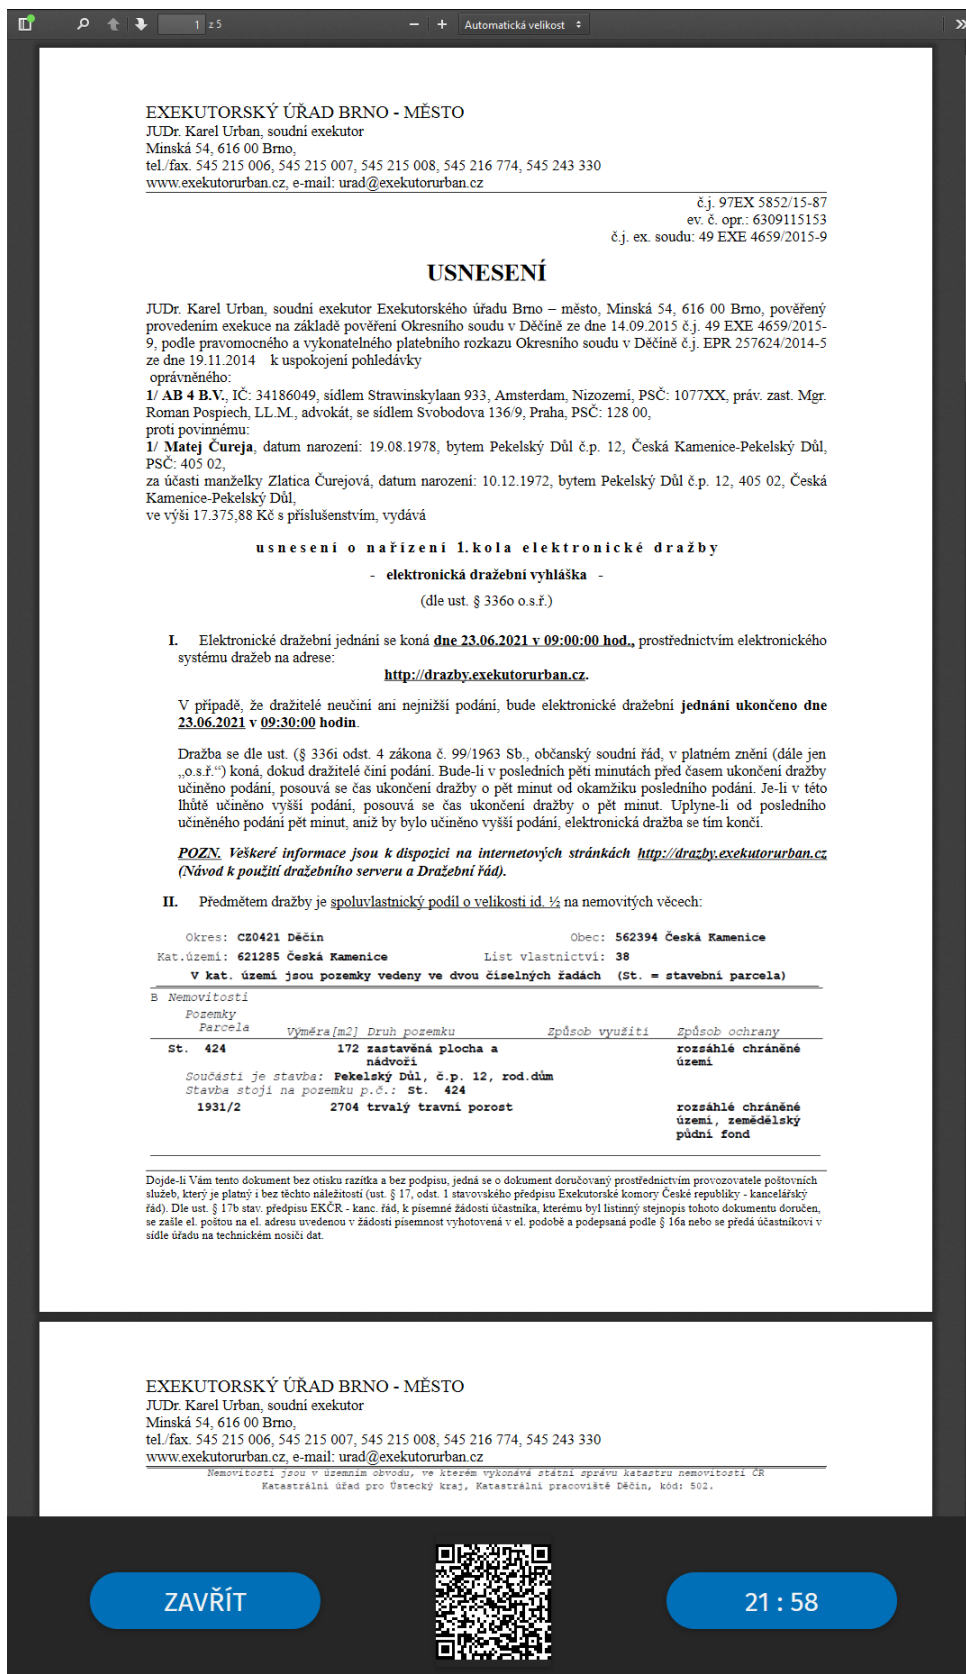 1 z 5 Automatická velikost
EXEKUTORSKÝ ÚŘAD BRNO - MĚSTO
JUDr. Karel Urban, soudní exekutor
Minská 54, 616 00 Brno,
tel./fax. 545 215 006, 545 215 007, 545 215 008, 545 216 774, 545 243 330
www.exekutorurban.cz, e-mail: urad@exekutorurban.cz
č.j. 97EX 5852/15-87
ev. č. opr.: 6309115153
č.j. ex. soudu: 49 EXE 4659/2015-9
USNESENÍ
JUDr. Karel Urban, soudní exekutor Exekutorského úřadu Brno – město, Minská 54, 616 00 Brno, pověřený
provedením exekuce na základě pověření Okresního soudu v Děčíně ze dne 14.09.2015 č.j. 49 EXE 4659/2015-
9, podle pravomocného a vykonatelného platebního rozkazu Okresního soudu v Děčíně č.j. EPR 257624/2014-5
ze dne 19.11.2014 k uspokojení pohledávky
oprávněného:
1/ AB 4 B.V., IČ: 34186049, sídlem Strawinskylaan 933, Amsterdam, Nizozemí, PSČ: 1077XX, práv. zast. Mgr.
Roman Pospiech, LL.M., advokát, se sídlem Svobodova 136/9, Praha, PSČ: 128 00,
proti povinnému:
1/ Matej Čureja, datum narození: 19.08.1978, bytem Pekelský Důl č.p. 12, Česká Kamenice-Pekelský Důl,
PSČ: 405 02,
za účasti manželky Zlatica Čurejová, datum narození: 10.12.1972, bytem Pekelský Důl č.p. 12, 405 02, Česká
Kamenice-Pekelský Důl,
ve výši 17.375,88 Kč s příslušenstvím, vydává
usnesení o nařízení 1. kola elektronické dražby
- elektronická dražební vyhláška -
(dle ust. § 336o o.s.ř.)
I. Elektronické dražební jednání se koná dne 23.06.2021 v 09:00:00 hod., prostřednictvím elektronického
systému dražeb na adrese:
http://drazby.exekutorurban.cz.
V případě, že dražitelé neučiní ani nejnižší podání, bude elektronické dražební jednání ukončeno dne
23.06.2021 v 09:30:00 hodin.
Dražba se dle ust. (§ 336i odst. 4 zákona č. 99/1963 Sb., občanský soudní řád, v platném znění (dále jen
„o.s.ř.“) koná, dokud dražitelé činí podání. Bude-li v posledních pěti minutách před časem ukončení dražby
učiněno podání, posouvá se čas ukončení dražby o pět minut od okamžiku posledního podání. Je-li v této
lhůtě učiněno vyšší podání, posouvá se čas ukončení dražby o pět minut. Uplyne-li od posledního
učiněného podání pět minut, aniž by bylo učiněno vyšší podání, elektronická dražba se tím končí.
POZN. Veškeré informace jsou k dispozici na internetových stránkách http://drazby.exekutorurban.cz
(Návod k použití dražebního serveru a Dražební řád).
II. Předmětem dražby je spoluvlastnický podíl o velikosti id. ½ na nemovitých věcech:
Okres: CZ0421 Děčín Obec: 562394 Česká Kamenice
Kat.území: 621285 Česká Kamenice List vlastnictví: 38
V kat. území jsou pozemky vedeny ve dvou číselných řadách (St. = stavební parcela)
B Nemovitosti
Pozemky
Parcela Výměra[m2] Druh pozemku Způsob využití Způsob ochrany
St. 424 172 zastavěná plocha a rozsáhlé chráněné
nádvoří území
Součástí je stavba: Pekelský Důl, č.p. 12, rod.dům
Stavba stojí na pozemku p.č.: St. 424
1931/2 2704 trvalý travní porost rozsáhlé chráněné
území, zemědělský
půdní fond
Dojde-li Vám tento dokument bez otisku razítka a bez podpisu, jedná se o dokument doručovaný prostřednictvím provozovatele poštovních
služeb, který je platný i bez těchto náležitostí (ust. § 17, odst. 1 stavovského předpisu Exekutorské komory České republiky - kancelářský
řád). Dle ust. § 17b stav. předpisu EKČR - kanc. řád, k písemné žádosti účastníka, kterému byl listinný stejnopis tohoto dokumentu doručen,
se zašle el. poštou na el. adresu uvedenou v žádosti písemnost vyhotovená v el. podobě a podepsaná podle § 16a nebo se předá účastníkovi v
sídle úřadu na technickém nosiči dat.
EXEKUTORSKÝ ÚŘAD BRNO - MĚSTO
JUDr. Karel Urban, soudní exekutor
Minská 54, 616 00 Brno,
tel./fax. 545 215 006, 545 215 007, 545 215 008, 545 216 774, 545 243 330
www.exekutorurban.cz, e-mail: urad@exekutorurban.cz
Nemovitosti jsou v územním obvodu, ve kterém vykonává státní správu katastru nemovitostí ČR
Katastrální úřad pro Ústecký kraj, Katastrální pracoviště Děčín, kód: 502.
ZAVŘÍT 21 : 58